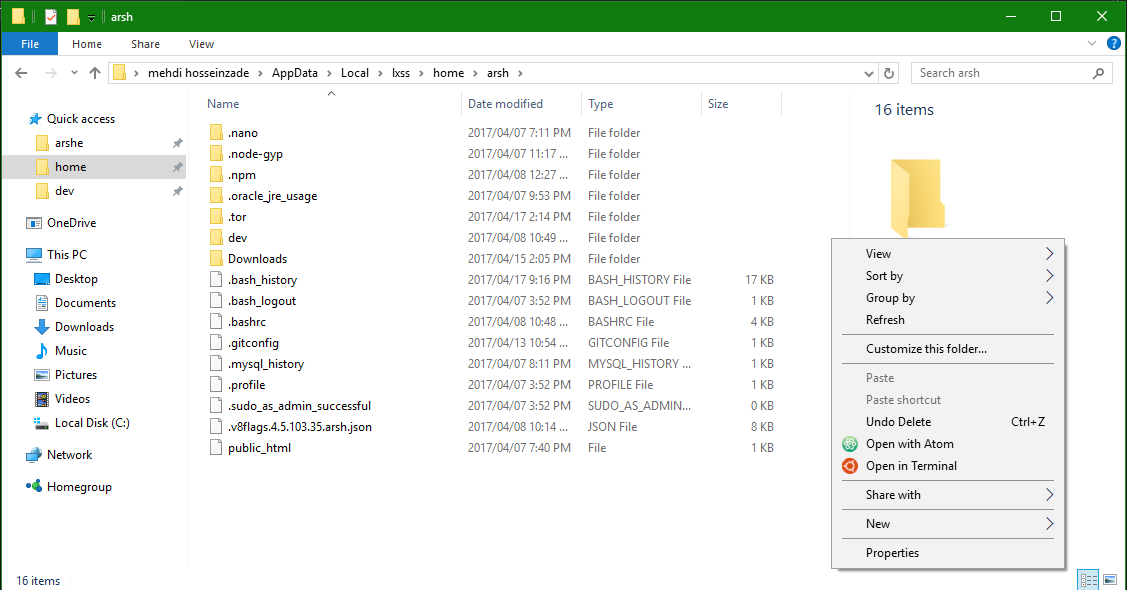 arsh
File Home Share View
mehdi hosseinzade AppData Local lxss home arsh
Search arsh
Quick access
arshe
home
dev
OneDrive
This PC
Desktop
Documents
Downloads
Music
Pictures
Videos
Local Disk (C:)
Network
Homegroup
Name Date modified Type Size
.nano 2017/04/07 7:11 PM File folder
.node-gyp 2017/04/07 11:17 ... File folder
.npm 2017/04/08 12:27 ... File folder
.oracle_jre_usage 2017/04/07 9:53 PM File folder
.tor 2017/04/17 2:14 PM File folder
dev 2017/04/08 10:49 ... File folder
Downloads 2017/04/15 2:05 PM File folder
.bash_history 2017/04/17 9:16 PM BASH_HISTORY File 17 KB
.bash_logout 2017/04/07 3:52 PM BASH_LOGOUT File 1 KB
.bashrc 2017/04/08 10:48 ... BASHRC File 4 KB
.gitconfig 2017/04/13 10:54 ... GITCONFIG File 1 KB
.mysql_history 2017/04/07 8:11 PM MYSQL_HISTORY ... 1 KB
.profile 2017/04/07 3:52 PM PROFILE File 1 KB
.sudo_as_admin_successful 2017/04/07 3:52 PM SUDO_AS_ADMIN... 0 KB
.v8flags.4.5.103.35.arsh.json 2017/04/08 10:14 ... JSON File 8 KB
public_html 2017/04/07 7:40 PM File 1 KB
16 items
View
Sort by
Group by
Refresh
Customize this folder...
Paste
Paste shortcut
Undo Delete Ctrl+Z
Open with Atom
Open in Terminal
Share with
New
Properties
16 items